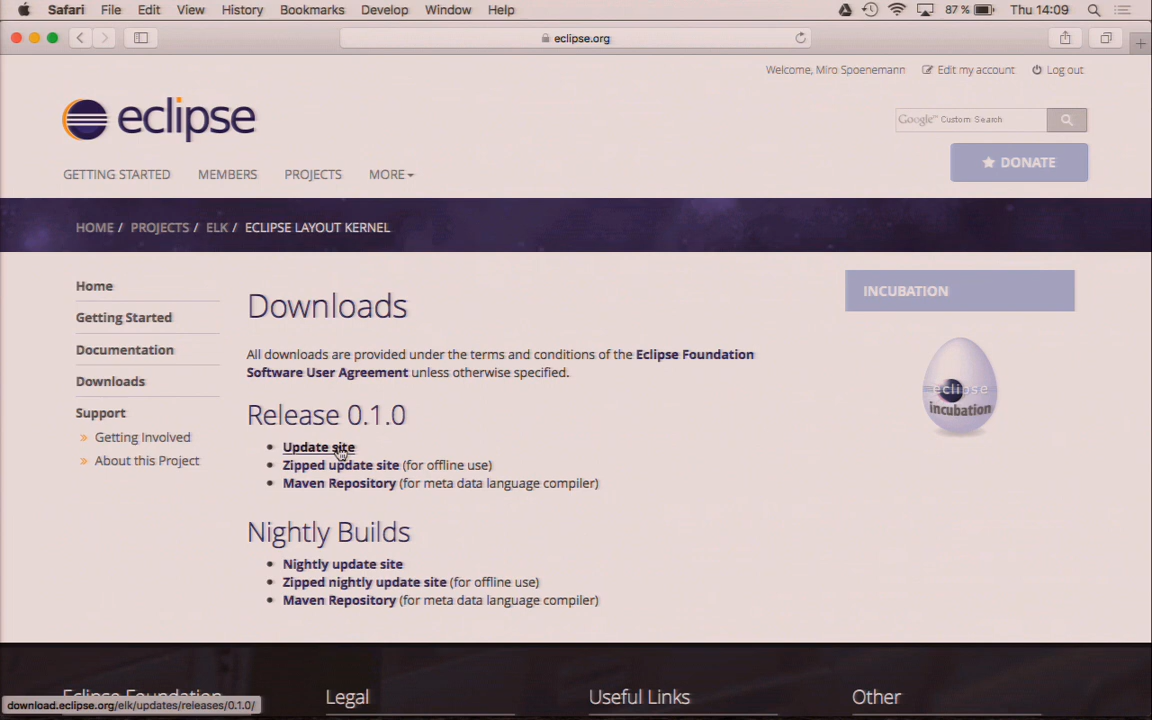 Safari File Edit View History Bookmarks Develop Window Help 87 % Thu 14:09
eclipse.org
Welcome, Miro Spoenemann Edit my account Log out
eclipse
Google™ Custom Search
DONATE
GETTING STARTED MEMBERS PROJECTS MORE
HOME / PROJECTS / ELK / ECLIPSE LAYOUT KERNEL
Home
Getting Started
Documentation
Downloads
Support
» Getting Involved
» About this Project
Downloads
All downloads are provided under the terms and conditions of the Eclipse Foundation
Software User Agreement unless otherwise specified.
Release 0.1.0
• Update site
• Zipped update site (for offline use)
• Maven Repository (for meta data language compiler)
Nightly Builds
• Nightly update site
• Zipped nightly update site (for offline use)
• Maven Repository (for meta data language compiler)
INCUBATION
eclipse
incubation
Eclipse Foundation Legal Useful Links Other
download.eclipse.org/elk/updates/releases/0.1.0/